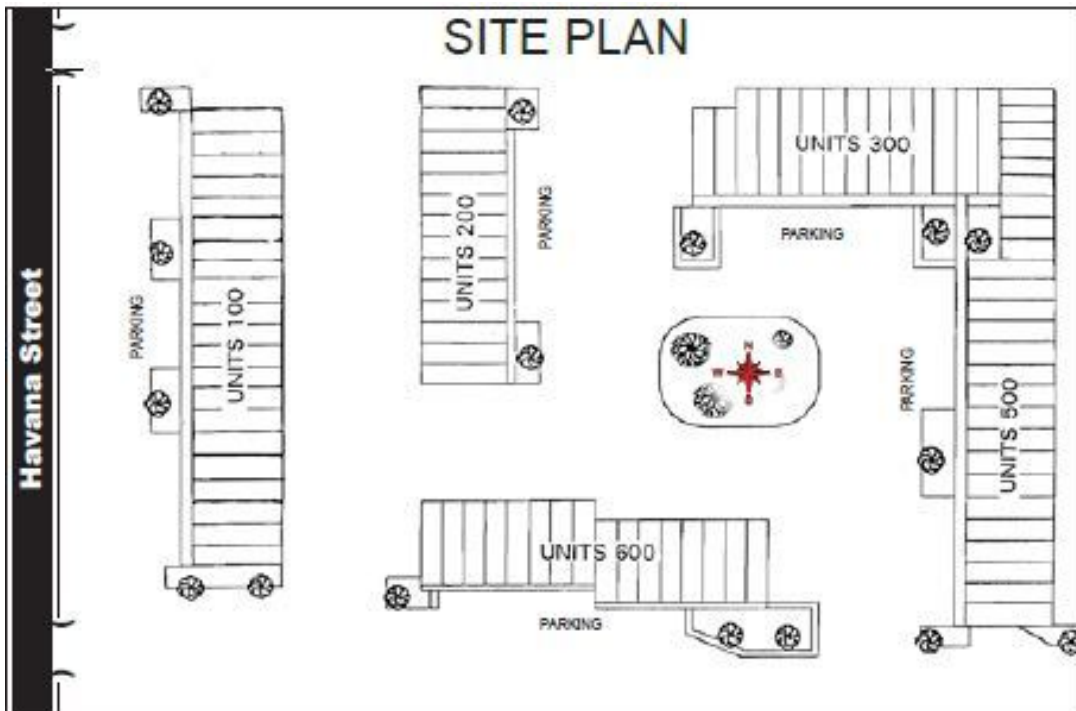 SITE PLAN
Havana Street
PARKING
UNITS 100
UNITS 200
PARKING
UNITS 300
PARKING
N
W E
S
PARKING
UNITS 500
UNITS 600
PARKING